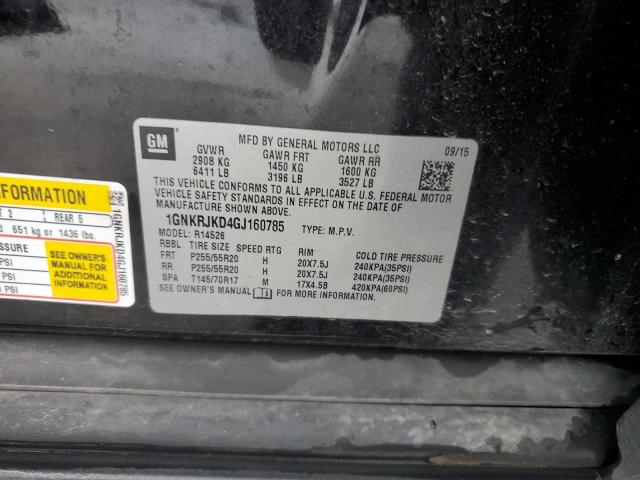 GM
MFD BY GENERAL MOTORS LLC 09/15
GVWR GAWR FRT GAWR RR
2908 KG 1450 KG 1600 KG
6411 LB 3196 LB 3527 LB
THIS VEHICLE CONFORMS TO ALL APPLICABLE U.S. FEDERAL MOTOR
VEHICLE SAFETY STANDARDS IN EFFECT ON THE DATE OF
MANUFACTURE SHOWN ABOVE.
1GNKRJKD4GJ160785 TYPE: M.P.V.
MODEL: R14526
RBBL TIRE SIZE SPEED RTG RIM COLD TIRE PRESSURE
FRT P255/55R20 H 20X7.5J 240KPA(35PSI)
RR P255/55R20 H 20X7.5J 240KPA(35PSI)
SPA T145/70R17 M 17X4.5B 420KPA(60PSI)
SEE OWNER'S MANUAL FOR MORE INFORMATION.
FORMATION
2 REAR 5
651 kg or 1436 lbs.
SSURE
PSI
PSI
PSI
SEE OWNER'S
MANUAL FOR
ADDITIONAL
INFORMATION
1GNKRJKD4GJ160785